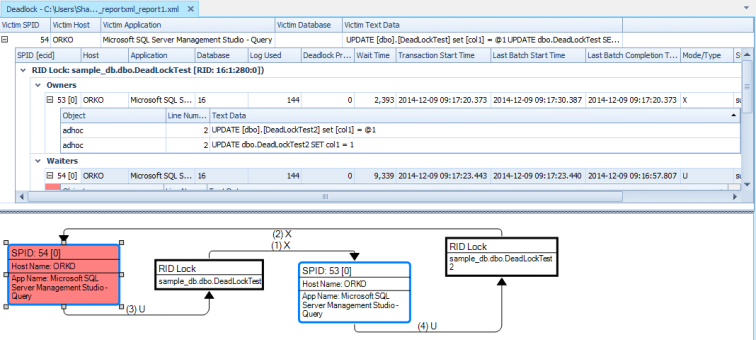 Deadlock - C:\Users\Sha..._reportxml_report1.xml
Victim SPID Victim Host Victim Application Victim Database Victim Text Data
54 ORKO Microsoft SQL Server Management Studio - Query UPDATE [dbo].[DeadLockTest] set [col1] = @1 UPDATE dbo.DeadLockTest SE...
SPID [ecid] Host Application Database Log Used Deadlock Pr... Wait Time Transaction Start Time Last Batch Start Time Last Batch Completion T... Mode/Type
RID Lock: sample_db.dbo.DeadLockTest [RID: 16:1:280:0])
Owners
53 [0] ORKO Microsoft SQL S... 16 144 0 2,393 2014-12-09 09:17:20.373 2014-12-09 09:17:30.387 2014-12-09 09:17:20.373 X
Object Line Num... Text Data
adhoc 2 UPDATE [dbo].[DeadLockTest2] set [col1] = @1
adhoc 2 UPDATE dbo.DeadLockTest2 SET col1 = 1
Waiters
54 [0] ORKO Microsoft SQL S... 16 144 0 9,339 2014-12-09 09:17:23.443 2014-12-09 09:17:23.440 2014-12-09 09:16:57.807 U
(2) X
(1) X
SPID: 54 [0]
Host Name: ORKO
App Name: Microsoft SQL
Server Management Studio -
Query
RID Lock
sample_db.dbo.DeadLockTest
SPID: 53 [0]
Host Name: ORKO
App Name: Microsoft SQL
Server Management Studio -
Query
RID Lock
sample_db.dbo.DeadLockTest
2
(3) U
(4) U